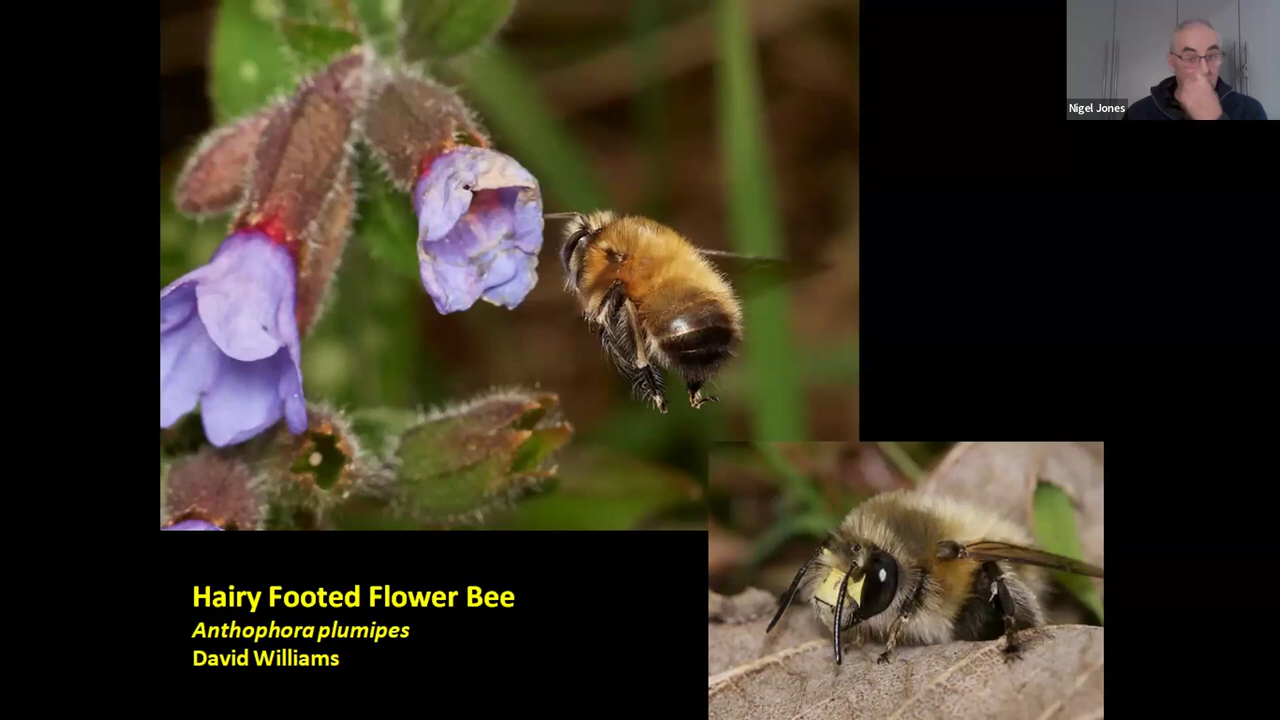 Nigel Jones
Hairy Footed Flower Bee
Anthophora plumipes
David Williams